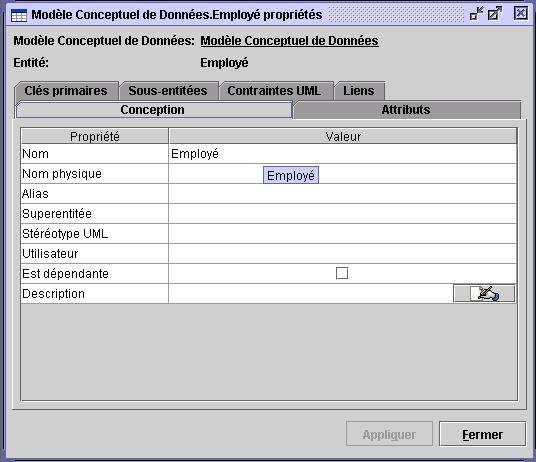 Modèle Conceptuel de Données.Employé propriétés
Modèle Conceptuel de Données: Modèle Conceptuel de Données
Entité: Employé
Clés primaires Sous-entitées Contraintes UML Liens
Conception Attributs
Propriété Valeur
Nom Employé
Nom physique Employé
Alias
Superentitée
Stéréotype UML
Utilisateur
Est dépendante
Description
Appliquer Fermer